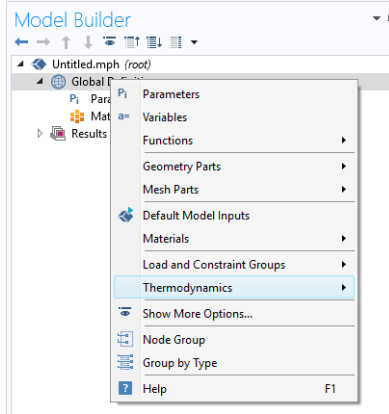 Model Builder
Untitled.mph (root)
Global
Pi Parameters
Mat
a= Variables
Results
Functions
Geometry Parts
Mesh Parts
Default Model Inputs
Materials
Load and Constraint Groups
Thermodynamics
Show More Options...
Node Group
Group by Type
? Help F1